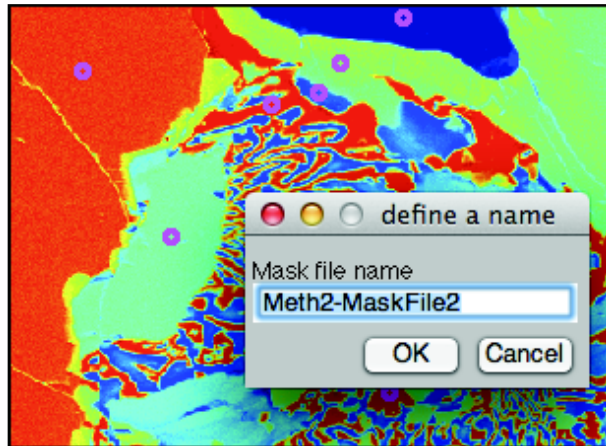 define a name
Mask file name
Meth2-MaskFile2
OK
Cancel